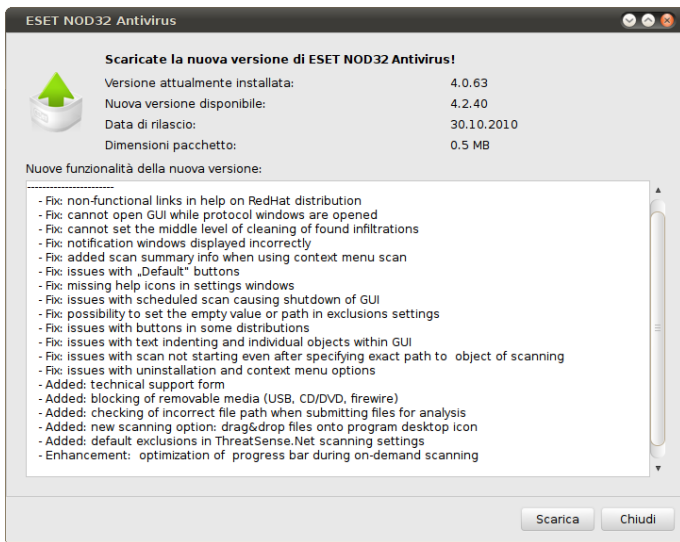 ESET NOD32 Antivirus
Scaricate la nuova versione di ESET NOD32 Antivirus!
Versione attualmente installata: 4.0.63
Nuova versione disponibile: 4.2.40
Data di rilascio: 30.10.2010
Dimensioni pacchetto: 0.5 MB
Nuove funzionalità della nuova versione:
-----------------------
- Fix: non-functional links in help on RedHat distribution
- Fix: cannot open GUI while protocol windows are opened
- Fix: cannot set the middle level of cleaning of found infiltrations
- Fix: notification windows displayed incorrectly
- Fix: added scan summary info when using context menu scan
- Fix: issues with „Default" buttons
- Fix: missing help icons in settings windows
- Fix: issues with scheduled scan causing shutdown of GUI
- Fix: possibility to set the empty value or path in exclusions settings
- Fix: issues with buttons in some distributions
- Fix: issues with text indenting and individual objects within GUI
- Fix: issues with scan not starting even after specifying exact path to  object of scanning
- Fix: issues with uninstallation and context menu options
- Added: technical support form
- Added: blocking of removable media (USB, CD/DVD, firewire)
- Added: checking of incorrect file path when submitting files for analysis
- Added: new scanning option: drag&drop files onto program desktop icon
- Added: default exclusions in ThreatSense.Net scanning settings
- Enhancement:  optimization of  progress bar during on-demand scanning
Scarica Chiudi